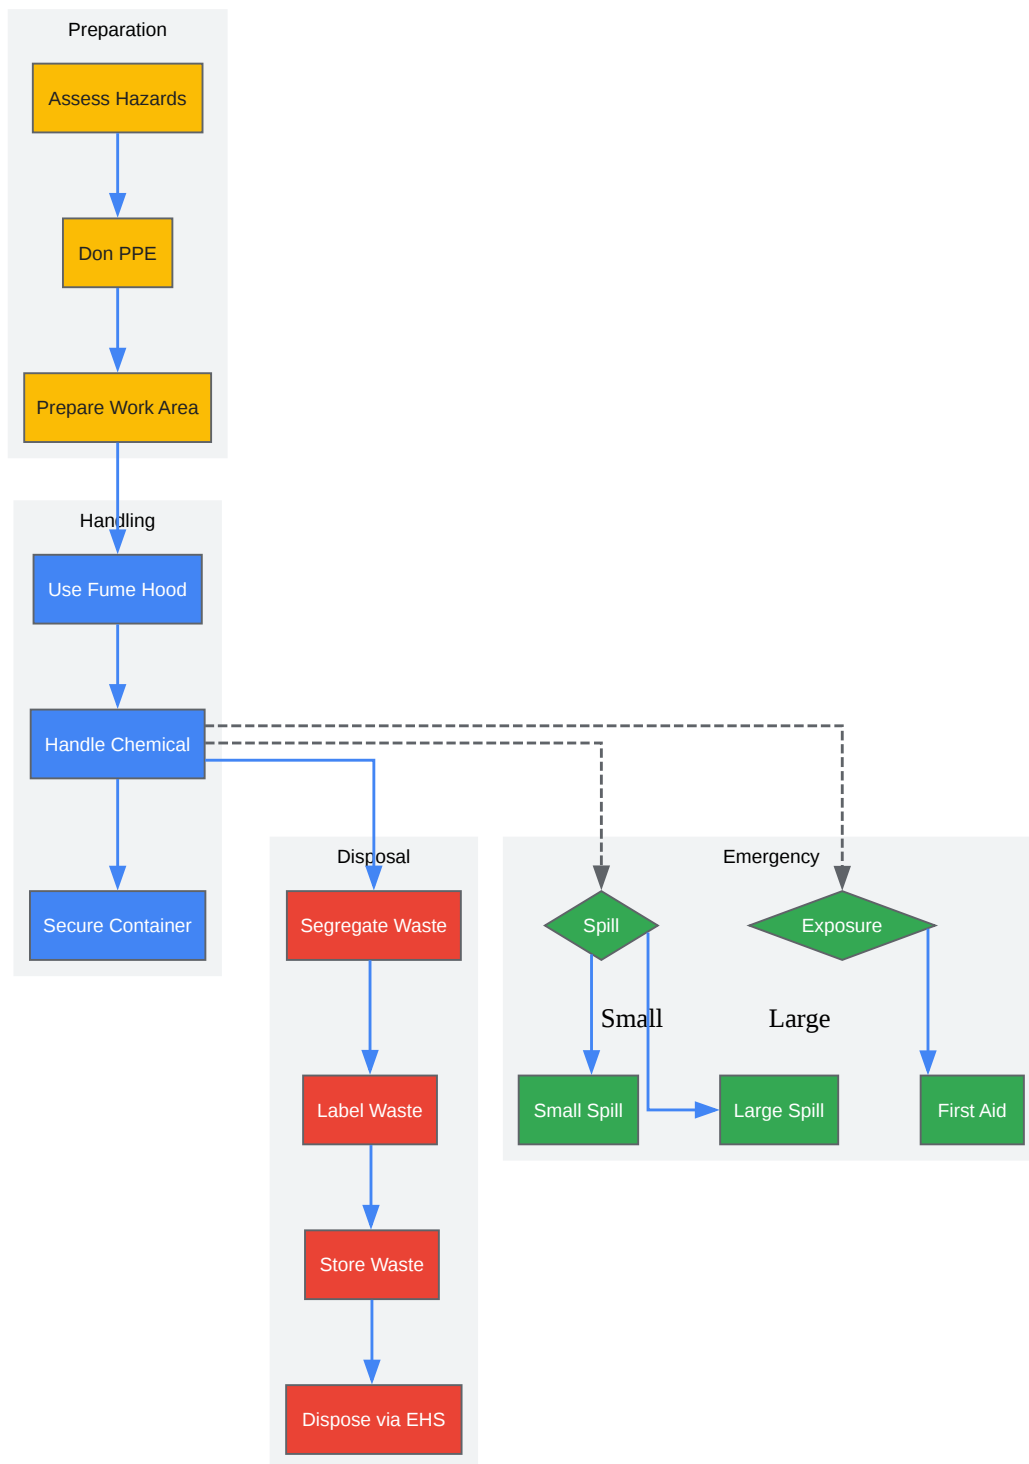 Preparation
Assess Hazards
Don PPE
Prepare Work Area
Handling
Use Fume Hood
Handle Chemical
Secure Container
Disposal
Segregate Waste
Label Waste
Store Waste
Dispose via EHS
Emergency
Spill
Exposure
Small
Large
Small Spill
Large Spill
First Aid